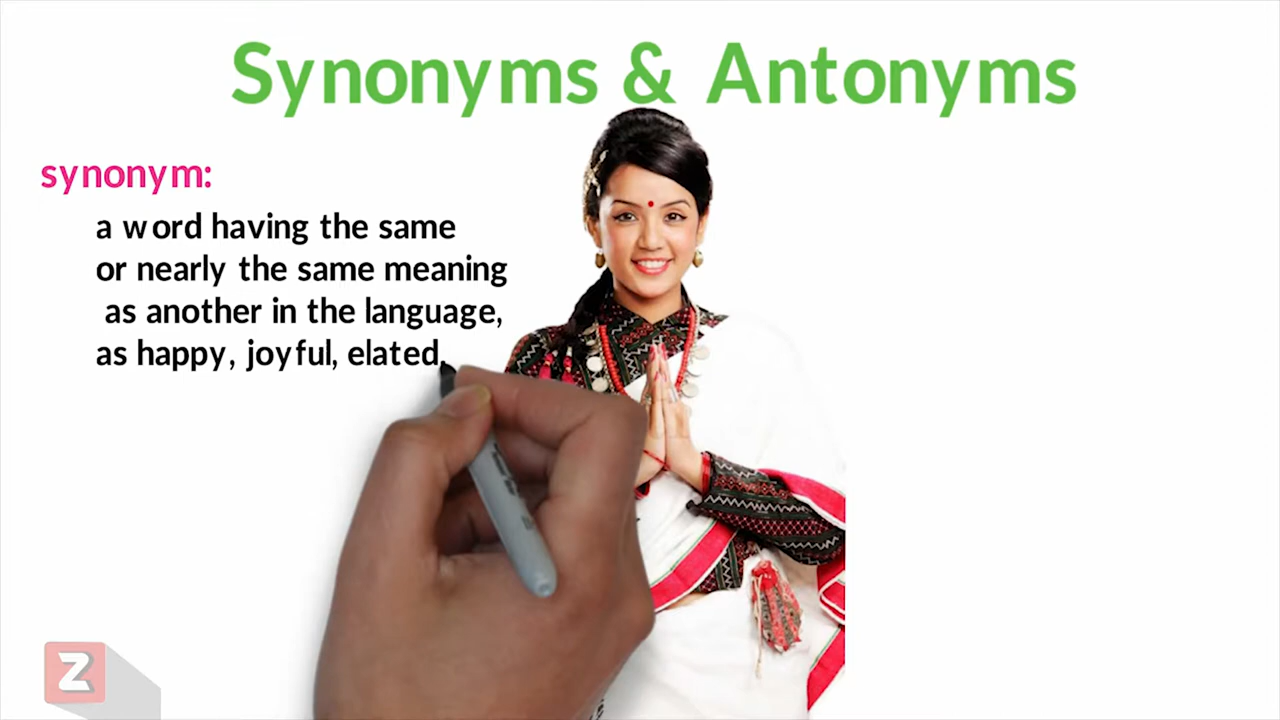 Synonyms & Antonyms
synonym:
a word having the same
or nearly the same meaning
as another in the language,
as happy, joyful, elated.
Z